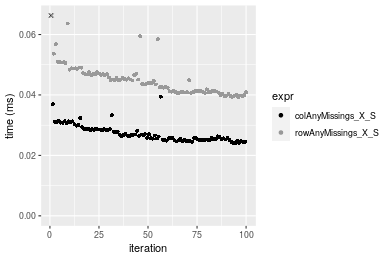 0.06
0.04
0.02
0.00
time (ms)
0
25
50
75
100
iteration
expr
colAnyMissings_X_S
rowAnyMissings_X_S